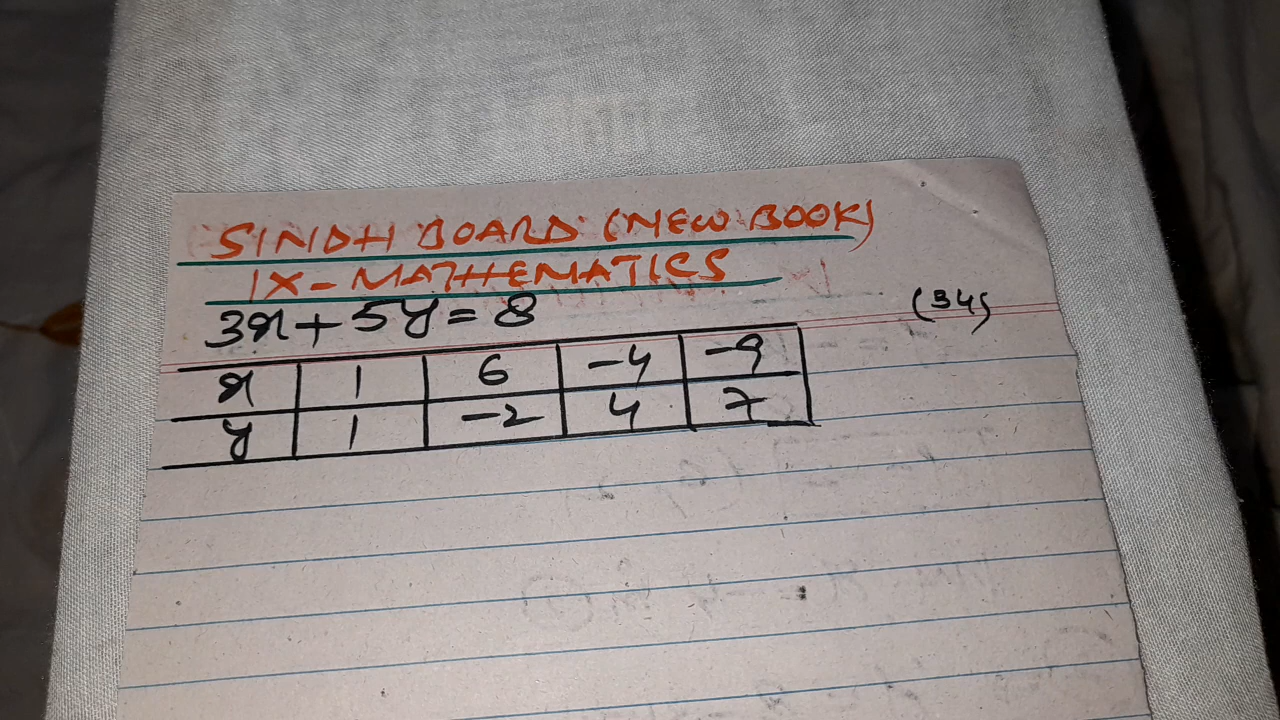 SINDH BOARD (NEW BOOK)
IX-MATHEMATICS
3x+5y=8
(34)
x 1 6 -4 -9
y 1 -2 4 7